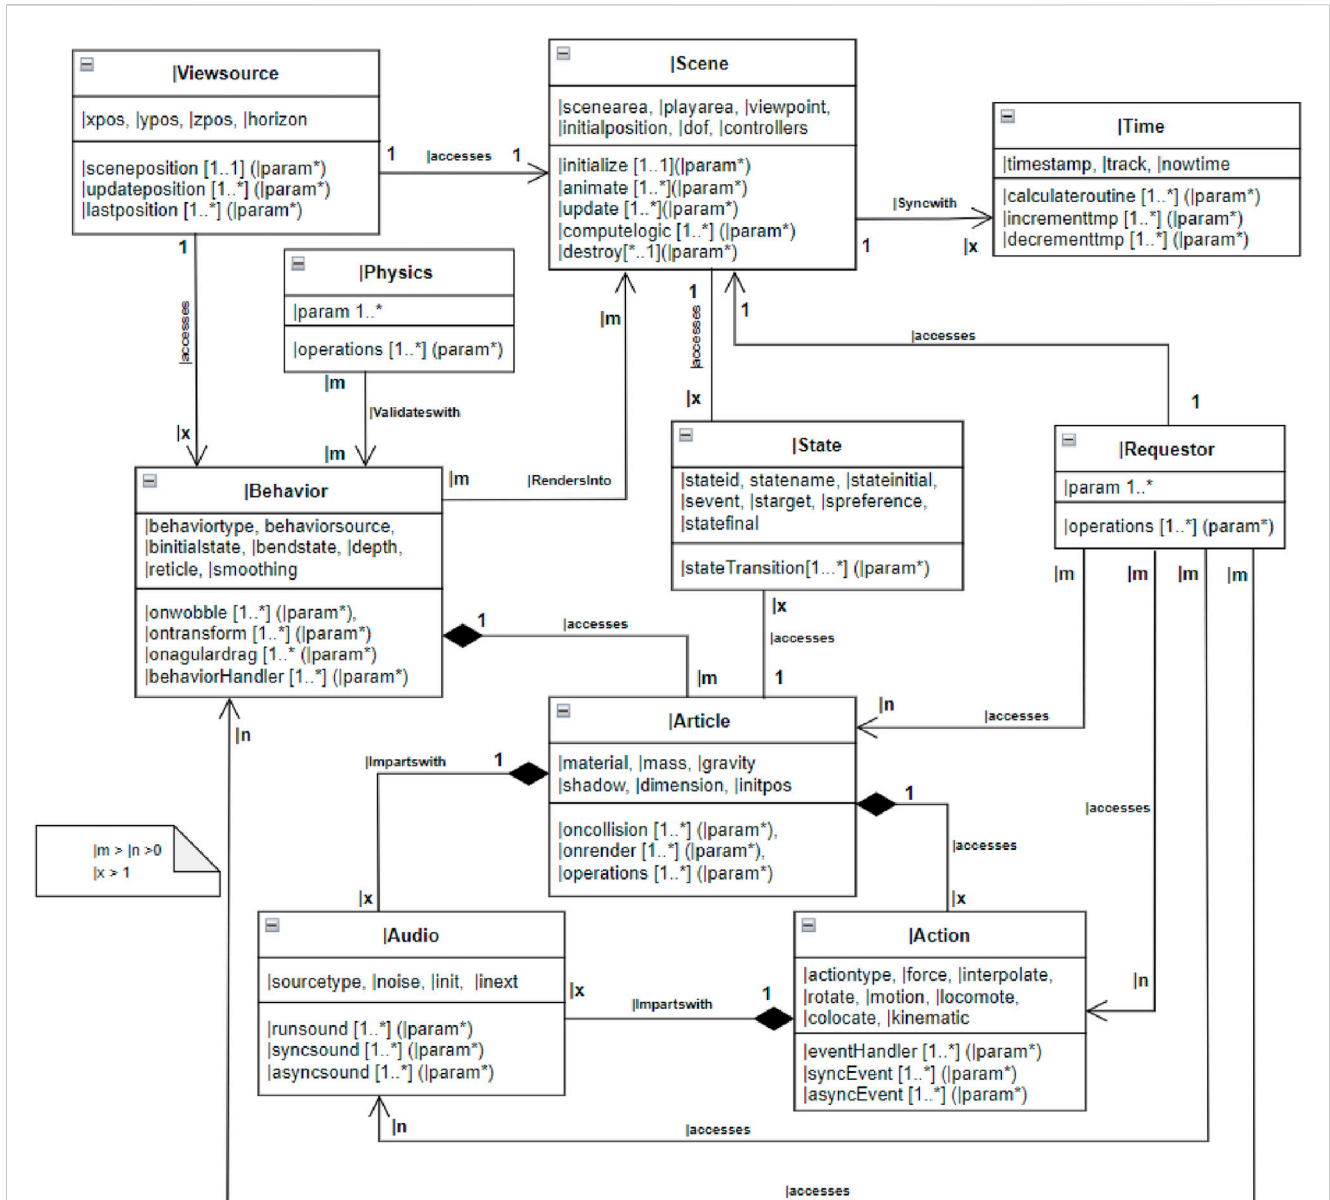 |Viewsource
|xpos, |ypos, |zpos, |horizon
|sceneposition [1..1] (|param*)
|updateposition [1..*] (|param*)
|lastposition [1..*] (|param*)
1
|accesses
1
|Scene
|scenearea, |playarea, |viewpoint,
|initialposition, |dof, |controllers
|initialize [1..1](|param*)
|animate [1..*](|param*)
|update [1..*](|param*)
|computelogic [1..*] (|param*)
|destroy[*..1](|param*)
|Syncwith
1
|x
|Time
|timestamp, |track, |nowtime
|calculateroutine [1..*] (|param*)
|incrementtmp [1..*] (|param*)
|decrementtmp [1..*] (|param*)
1
|accesses
|x
|Physics
|param 1..*
|operations [1..*] (param*)
|m
|Validateswith
|m
|m
|RendersInto
|m
1
|accesses
|x
1
|accesses
1
|State
|stateid, statename, |stateinitial,
|sevent, |starget, |spreference,
|statefinal
|stateTransition[1...*] (|param*)
|Requestor
|param 1..*
|operations [1..*] (param*)
|m
|m
|m
|m
|Behavior
|behaviortype, behaviorsource,
|binitialstate, |bendstate, |depth,
|reticle, |smoothing
|onwobble [1..*] (|param*),
|ontransform [1..*] (|param*)
|onagulardrag [1..* (|param*)
|behaviorHandler [1..*] (|param*)
1
|accesses
|m
|x
|accesses
1
|n
|accesses
|n
|Article
|material, |mass, |gravity
|shadow, |dimension, |initpos
|oncollision [1..*] (|param*),
|onrender [1..*] (|param*),
|operations [1..*] (|param*)
|Impartswith
1
|x
1
|accesses
|x
|accesses
|n
|m > |n >0
|x > 1
|Audio
|sourcetype, |noise, |init, |inext
|runsound [1..*] (|param*)
|syncsound [1..*] (|param*)
|asyncsound [1..*] (|param*)
|x
|Impartswith
1
|Action
|actiontype, |force, |interpolate,
|rotate, |motion, |locomote,
|colocate, |kinematic
|eventHandler [1..*] (|param*)
|syncEvent [1..*] (|param*)
|asyncEvent [1..*] (|param*)
|n
|accesses
|accesses